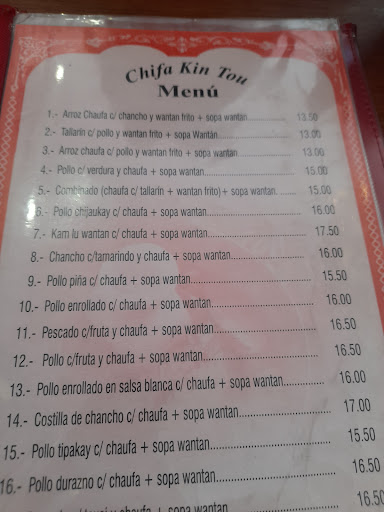 Chifa Kin Tou
Menú
1.- Arroz Chaufa c/ chancho y wantan frito + sopa wantan............ 13.50
2.- Tallarin c/ pollo y wantan frito + sopa Wantán..................... 13.00
3.- Arroz chaufa c/ pollo y wantan frito + sopa wantan.............. 13.00
4.- Pollo c/ verdura y chaufa + sopa wantan......................... 15.00
5.- Combinado (chaufa c/ tallarin + wantan frito)+ sopa wantan. ....... 15.00
6.- Pollo chijaukay c/ chaufa + sopa wantan........................... 16.00
7.- Kam lu wantan c/ chaufa + sopa wantan........................... 17.50
8.- Chancho c/tamarindo y chaufa + sopa wantan................. 16.00
9.- Pollo piña c/ chaufa + sopa wantan................................. 15.50
10.- Pollo enrollado c/ chaufa + sopa wantan........................ 16.00
11.- Pescado c/fruta y chaufa + sopa wantan........................ 16.50
12.- Pollo c/fruta y chaufa + sopa wantan............................ 16.50
13.- Pollo enrollado en salsa blanca c/ chaufa + sopa wantan............ 16.00
14.- Costilla de chancho c/ chaufa + sopa wantan..................... 17.00
15.- Pollo tipakay c/ chaufa + sopa wantan............................ 15.50
16.- Pollo durazno c/ chaufa + sopa wantan........................... 16.50
y chaufa + sopa wantan........................... 16.50